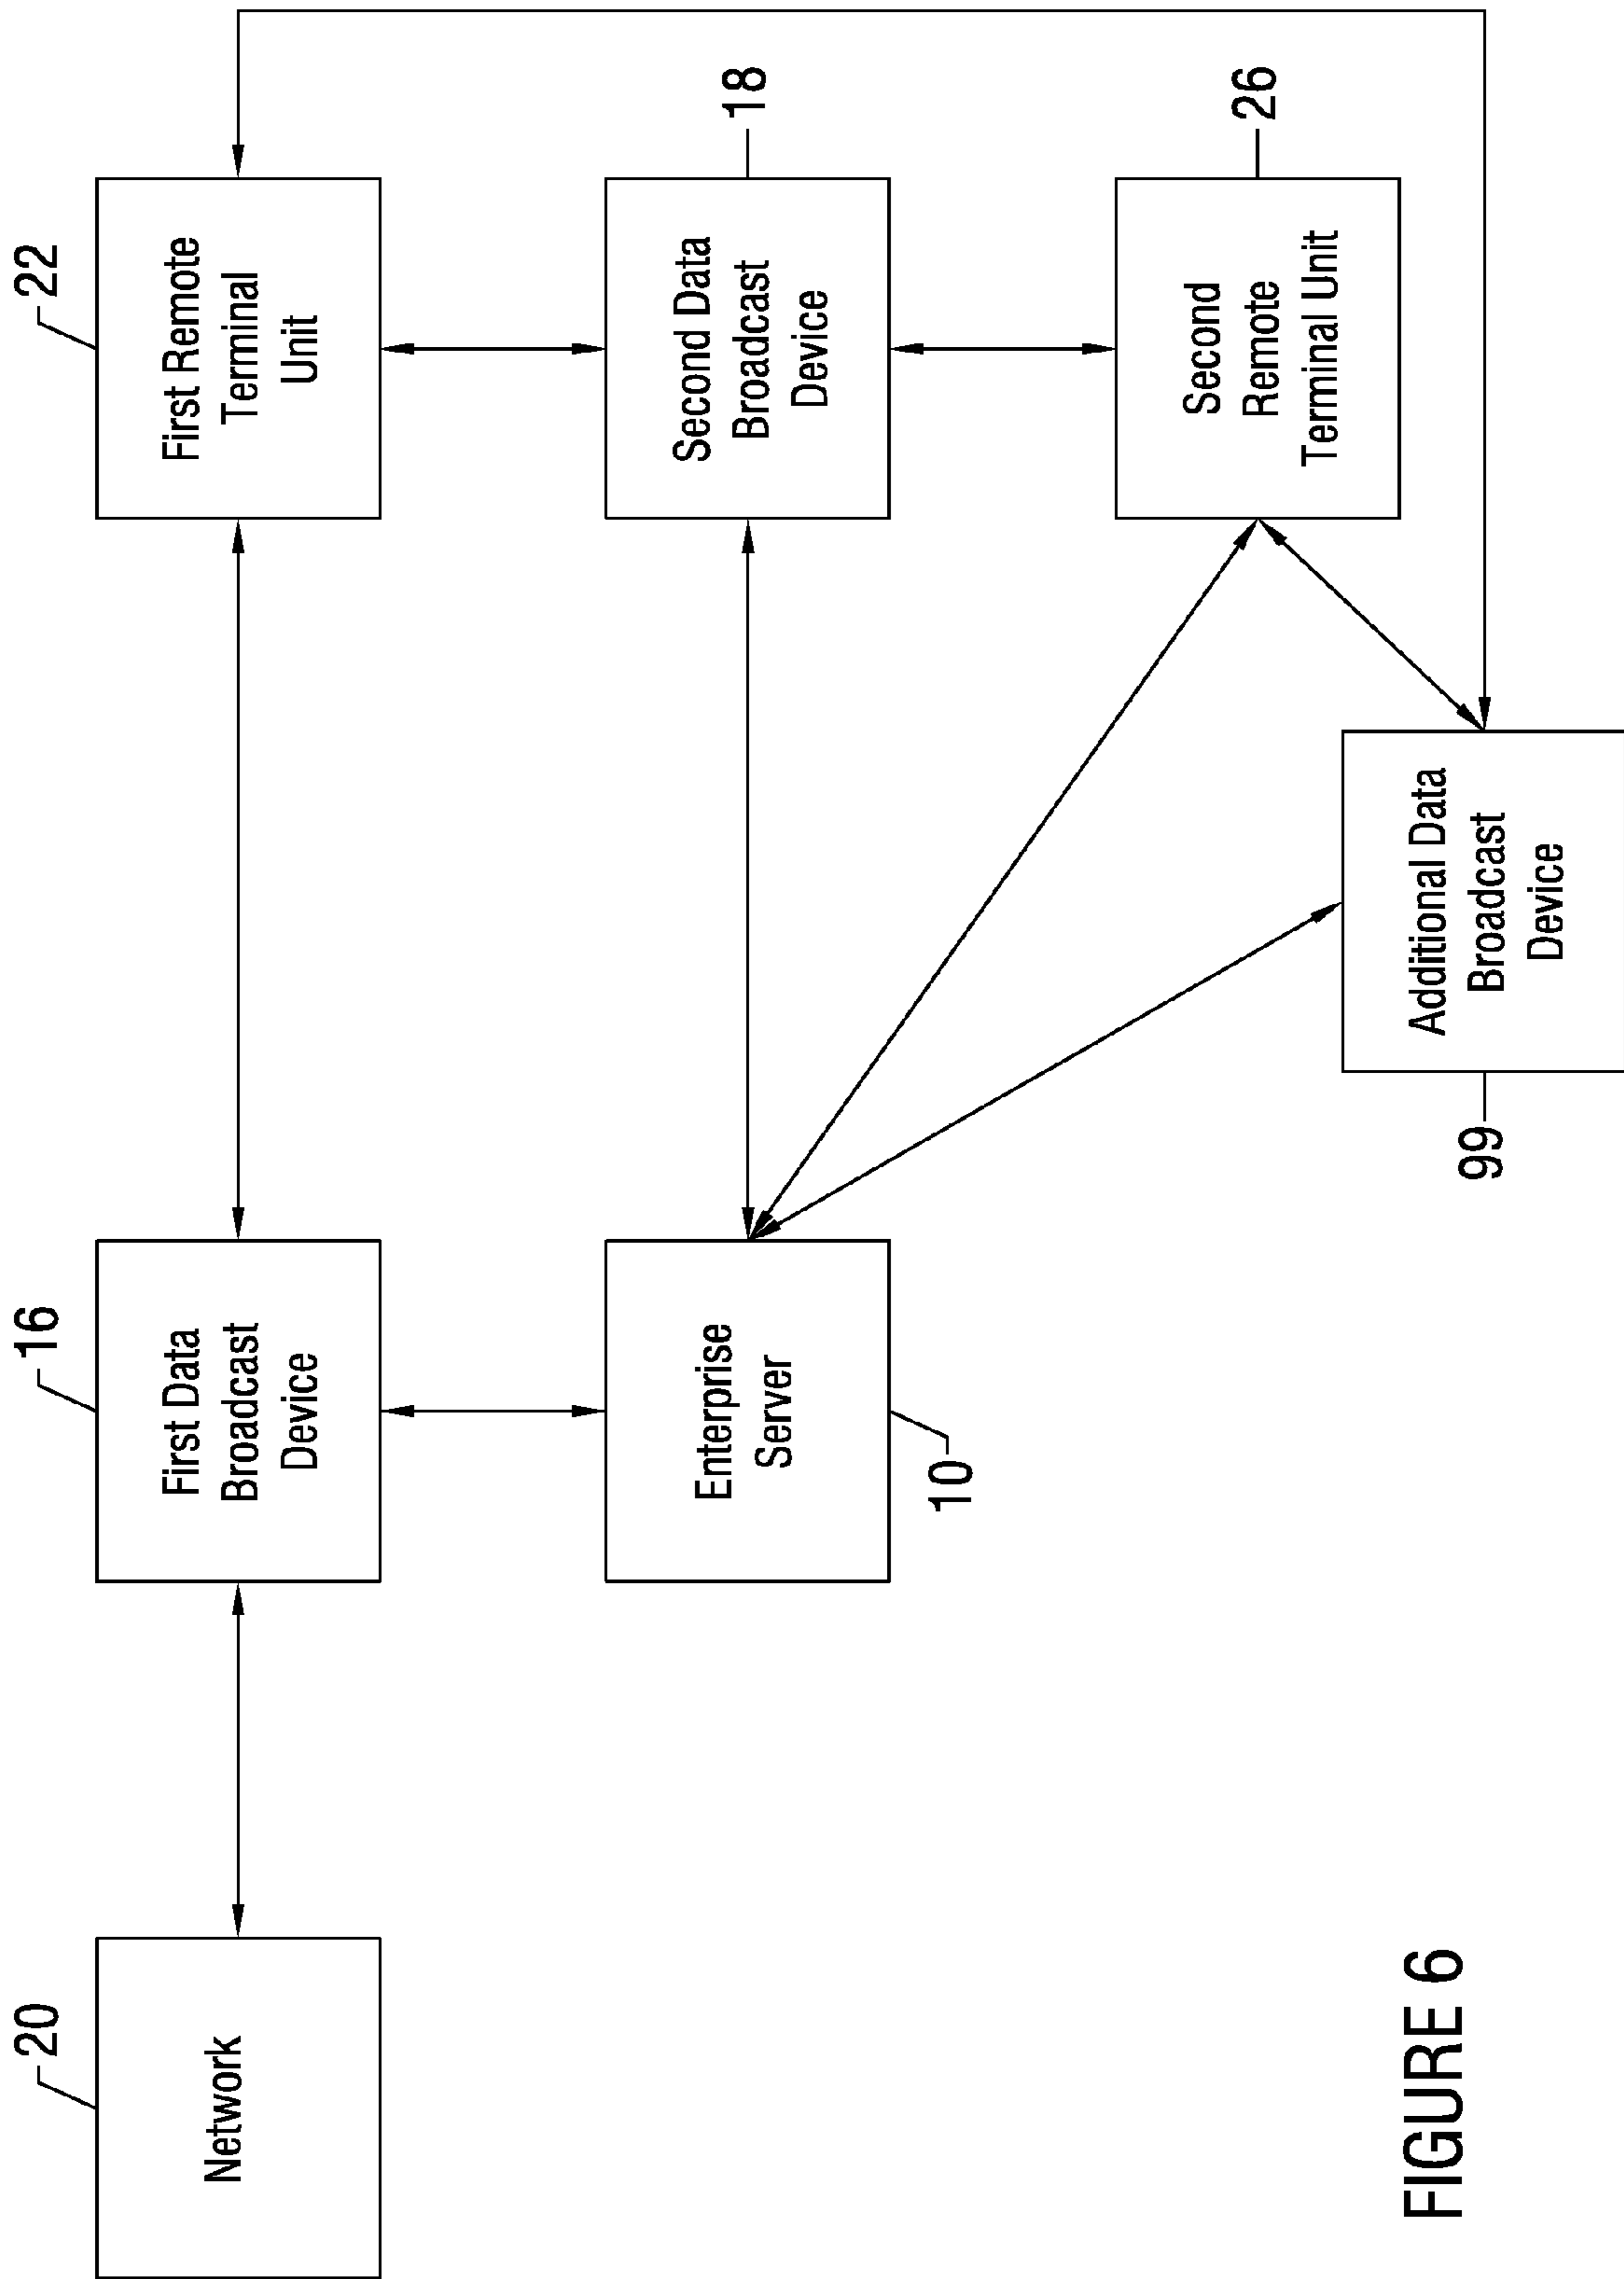 20
Network
16
First Data
Broadcast
Device
22
First Remote
Terminal
Unit
Enterprise
Server
10
Second Data
Broadcast
Device
18
Second
Remote
Terminal Unit
26
Additional Data
Broadcast
Device
99
FIGURE 6